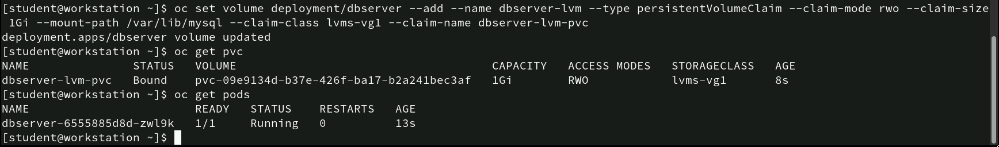 [student@workstation ~]$ oc set volume deployment/dbserver --add --name dbserver-lvm --type persistentVolumeClaim --claim-mode rwo --claim-size
1Gi --mount-path /var/lib/mysql --claim-class lvms-vg1 --claim-name dbserver-lvm-pvc
deployment.apps/dbserver volume updated
[student@workstation ~]$ oc get pvc
NAME               STATUS   VOLUME                                     CAPACITY   ACCESS MODES   STORAGECLASS   AGE
dbserver-lvm-pvc   Bound    pvc-09e9134d-b37e-426f-ba17-b2a241bec3af   1Gi        RWO            lvms-vg1       8s
[student@workstation ~]$ oc get pods
NAME                        READY   STATUS    RESTARTS   AGE
dbserver-6555885d8d-zwl9k   1/1     Running   0          13s
[student@workstation ~]$